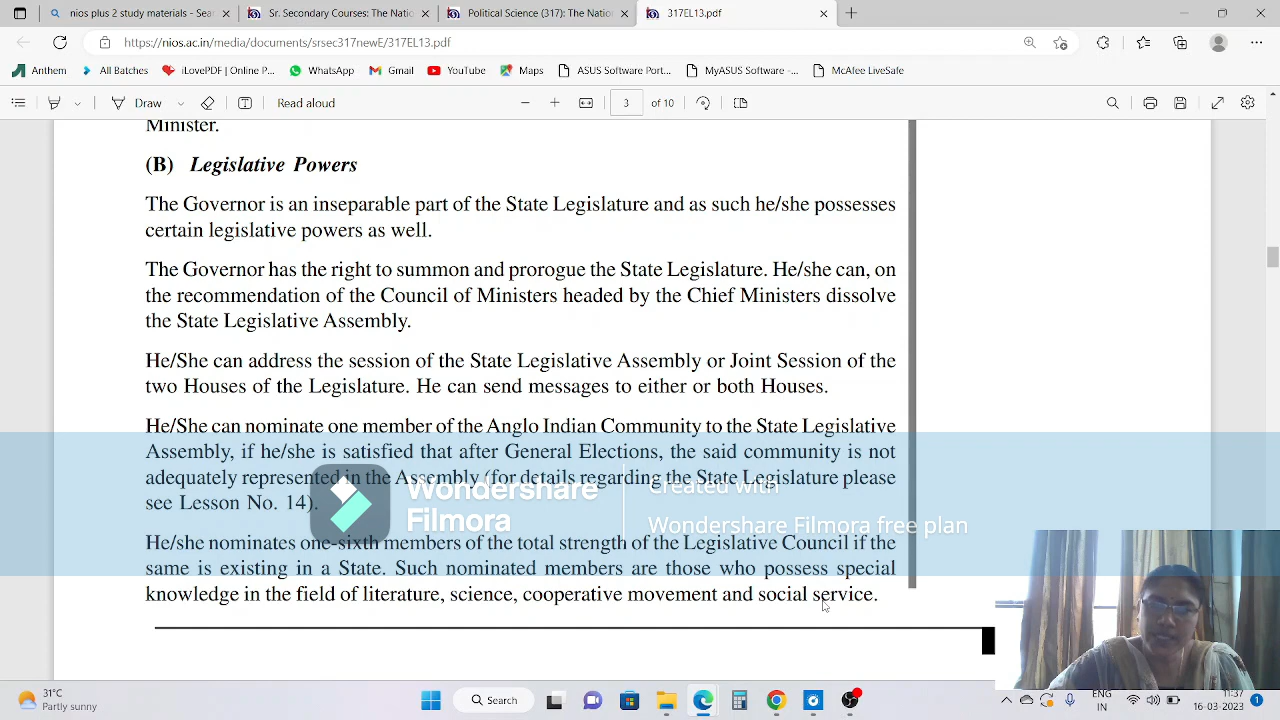 nios plus 2 study materials - Sear
Sr. Secondary Courses: The Natio
Political Science (317): The Nation
317EL13.pdf
https://nios.ac.in/media/documents/srsec317newE/317EL13.pdf
Anthem
All Batches
iLovePDF | Online P...
WhatsApp
Gmail
YouTube
Maps
ASUS Software Port...
MyASUS Software -...
McAfee LiveSafe
Draw
Read aloud
3
of 10
Minister.
(B) Legislative Powers
The Governor is an inseparable part of the State Legislature and as such he/she possesses
certain legislative powers as well.
The Governor has the right to summon and prorogue the State Legislature. He/she can, on
the recommendation of the Council of Ministers headed by the Chief Ministers dissolve
the State Legislative Assembly.
He/She can address the session of the State Legislative Assembly or Joint Session of the
two Houses of the Legislature. He can send messages to either or both Houses.
He/She can nominate one member of the Anglo Indian Community to the State Legislative
Assembly, if he/she is satisfied that after General Elections, the said community is not
adequately represented in the Assembly (for details regarding the State Legislature please
see Lesson No. 14).
Wondershare
Filmora
Created with
Wondershare Filmora free plan
He/she nominates one-sixth members of the total strength of the Legislative Council if the
same is existing in a State. Such nominated members are those who possess special
knowledge in the field of literature, science, cooperative movement and social service.
31°C
Partly sunny
Search
ENG
IN
11:37
16-03-2023
1